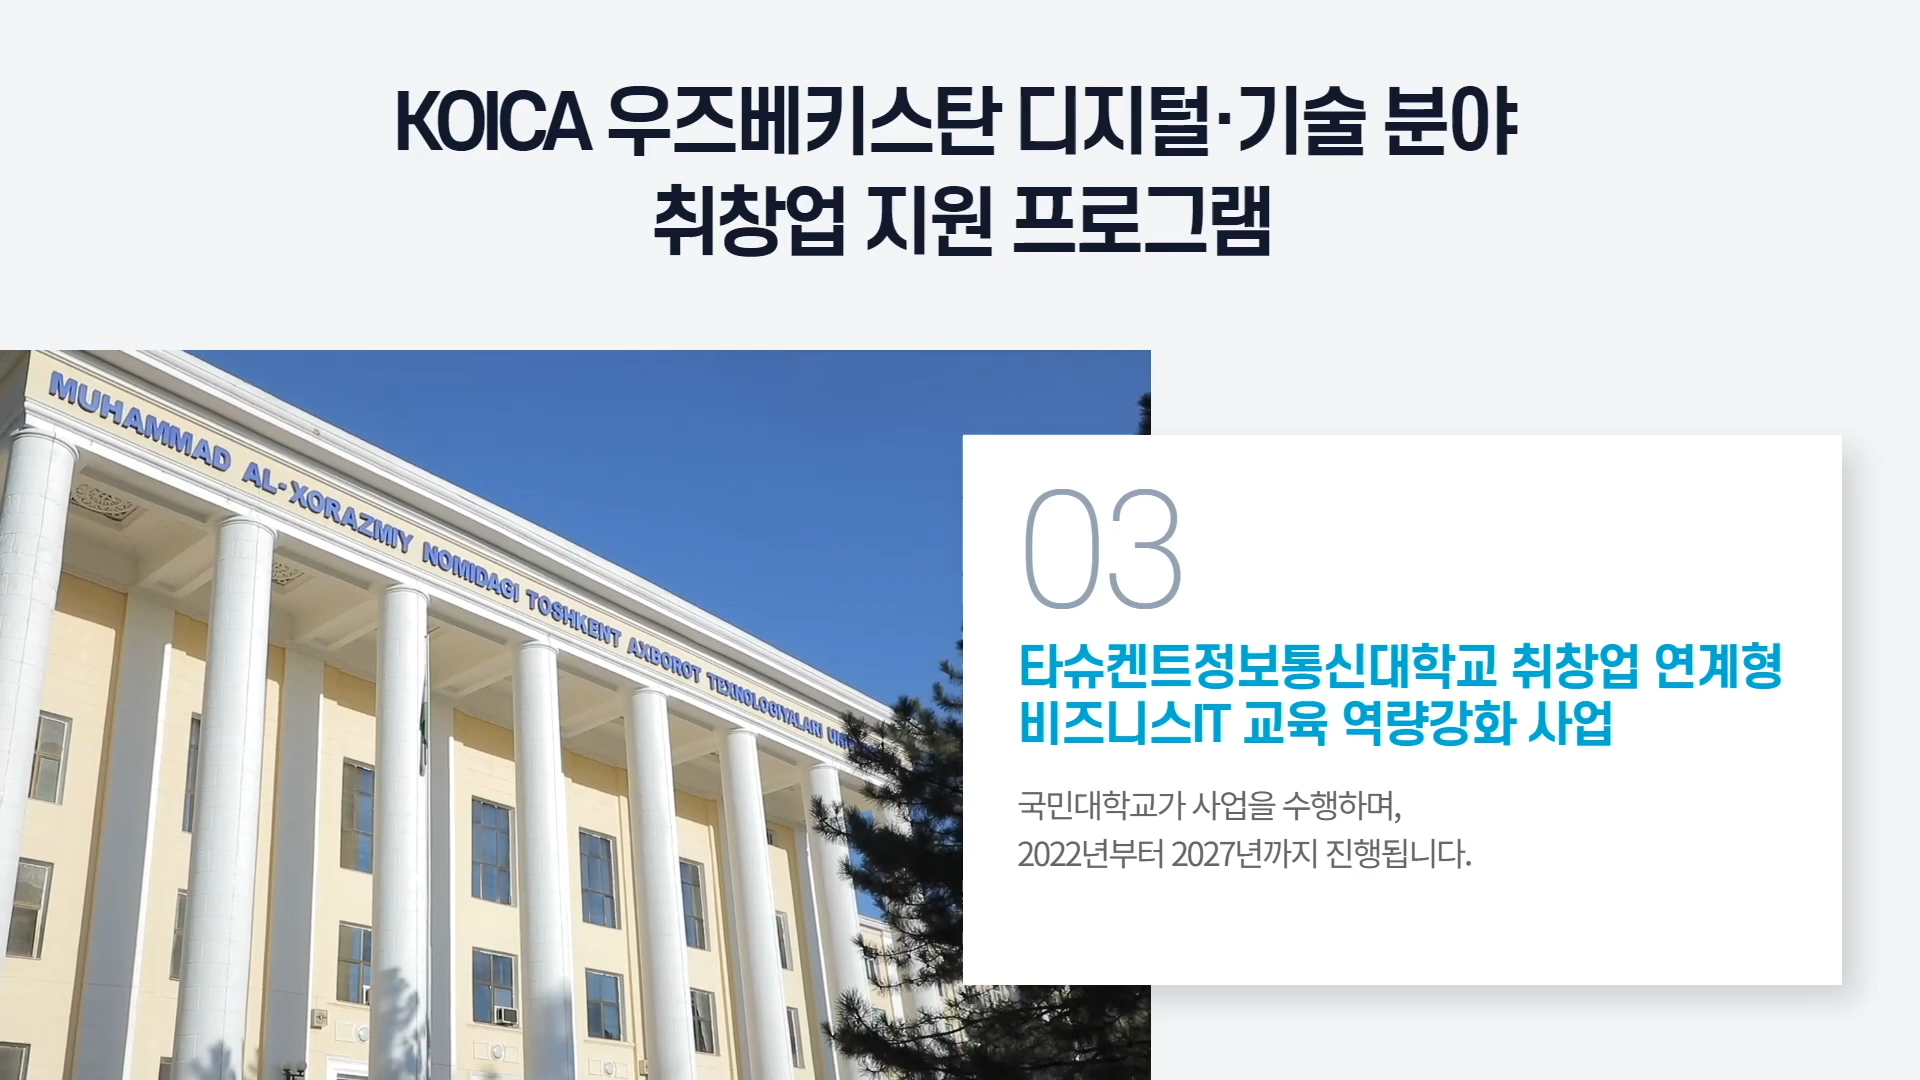 KOICA 우즈베키스탄 디지털·기술 분야
취창업 지원 프로그램
MUHAMMAD AL-XORAZMIY NOMIDAGI TOSHKENT AXBOROT TEXNOLOGIYALARI
03
타슈켄트정보통신대학교 취창업 연계형
비즈니스IT 교육 역량강화 사업
국민대학교가 사업을 수행하며,
2022년부터 2027년까지 진행됩니다.